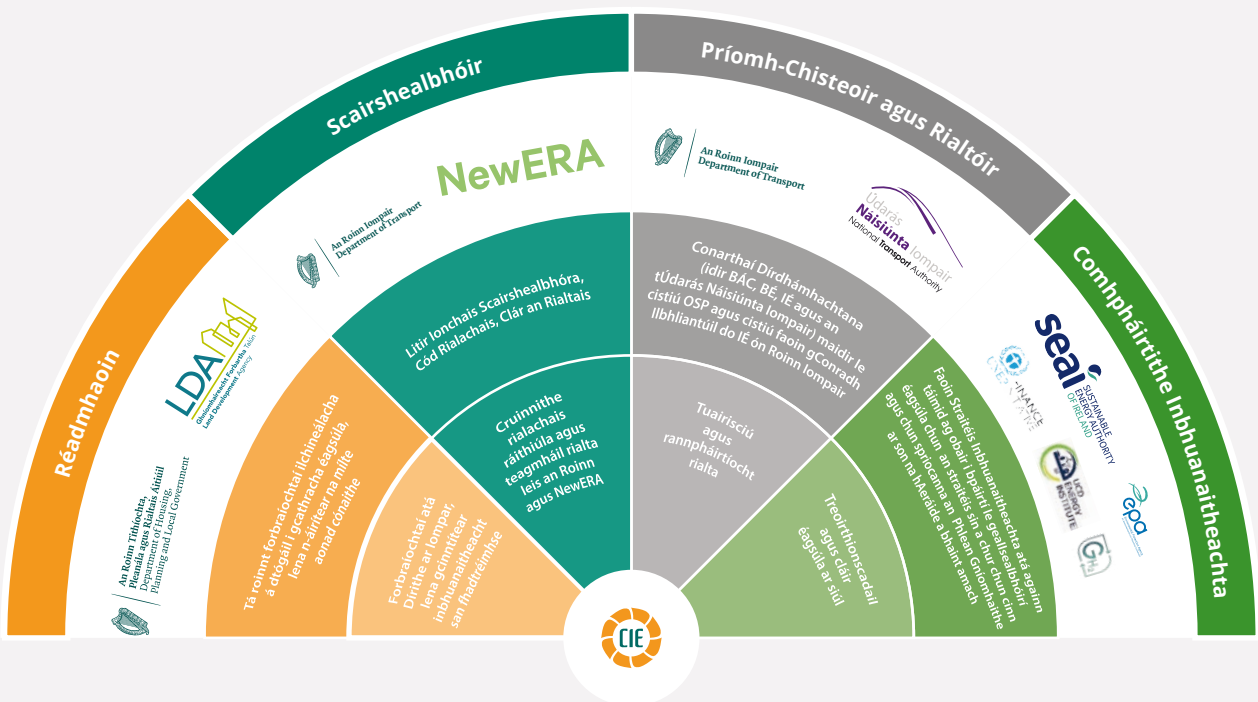 Réadmhaoin
Scairshealbhóir
Príomh-Chisteoir agus Rialtóir
Comhpháirtithe Inbhuanaitheachta
An Roinn Tithíochta,
Pleanála agus Rialtais Áitiúil
Department of Housing,
Planning and Local Government
LDA
Ghníomhaireacht Forbartha Talún
Land Development Agency
An Roinn Iompair
Department of Transport
NewERA
An Roinn Iompair
Department of Transport
Údarás
Náisiúnta Iompair
National Transport Authority
seai
SUSTAINABLE
ENERGY AUTHORITY
OF IRELAND
UCD
ENERGY
INSTITUTE
epa
Tá roinnt forbraíochtaí ilchineálacha
á dtógáil i gcathracha éagsúla,
lena n-áirítear na mílte
aonad cónaithe
Forbraíochtaí atá
Dírithe ar Iompar,
lena gcinntítear
inbhuanaitheacht
san fhadtréimhse
Litir Ionchais Scairshealbhóra,
Cód Rialachais, Clár an Rialtais
Cruinnithe
rialachais
ráithiúla agus
teagmháil rialta
leis an Roinn
agus NewERA
Conarthaí Dírdhámhachtana
(idir BÁC, BÉ, IÉ agus an
tÚdarás Náisiúnta Iompair) maidir le
cistiú OSP agus cistiú faoin gConradh
Ilbhliantúil do IÉ ón Roinn Iompair
Tuairisciú
agus
rannpháirtíocht
rialta
Faoin Straitéis Inbhuanaitheachta atá againn
táimid ag obair i bpáirtí le geallsealbhóirí
éagsúla chun an straitéis sin a chur chun cinn
agus chun spriocanna an Phlean Gníomhaithe
ar son na hAeráide a bhaint amach
Treoirthionscadail
agus cláir
éagsúla ar siúl
CIE